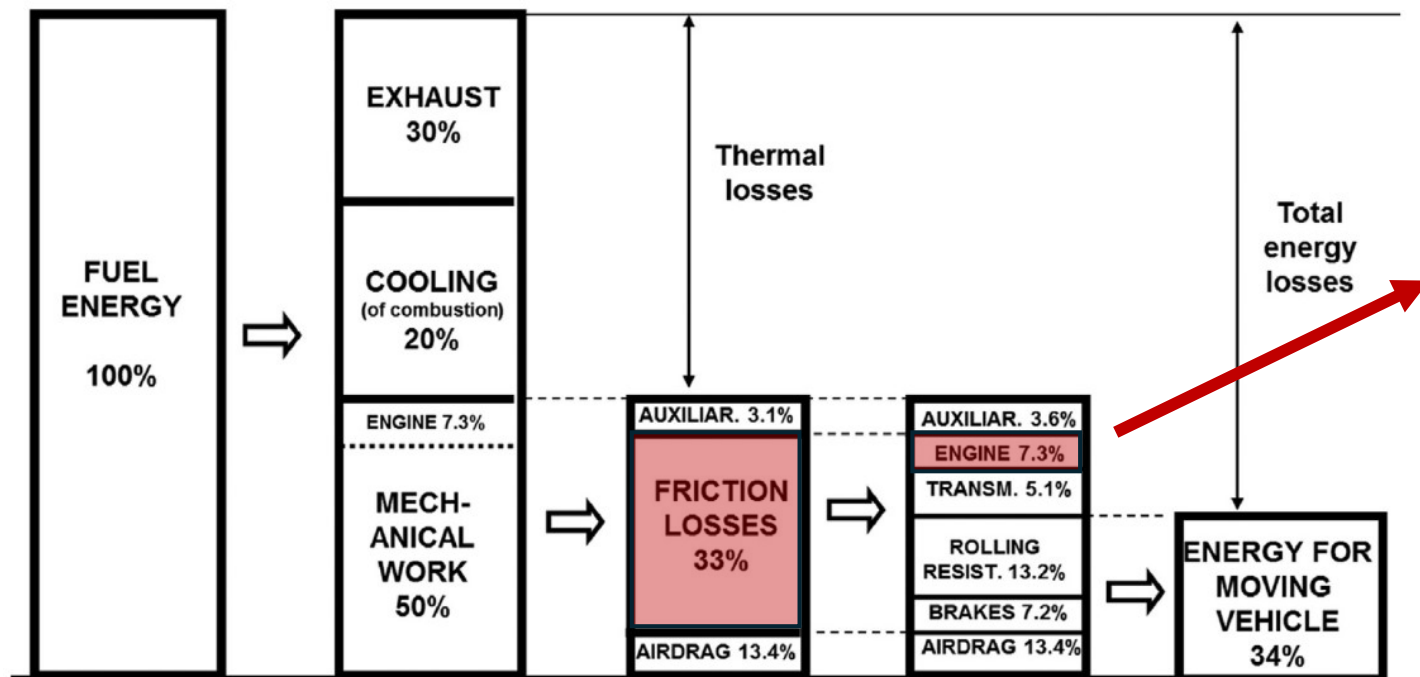 FUEL
ENERGY
100%
EXHAUST
30%
COOLING
(of combustion)
20%
ENGINE 7.3%
MECH-
ANICAL
WORK
50%
Thermal
losses
AUXILIAR. 3.1%
FRICTION
LOSSES
33%
AIRDRAG 13.4%
AUXILIAR. 3.6%
ENGINE 7.3%
TRANSM. 5.1%
ROLLING
RESIST. 13.2%
BRAKES 7.2%
AIRDRAG 13.4%
Total
energy
losses
ENERGY FOR
MOVING
VEHICLE
34%